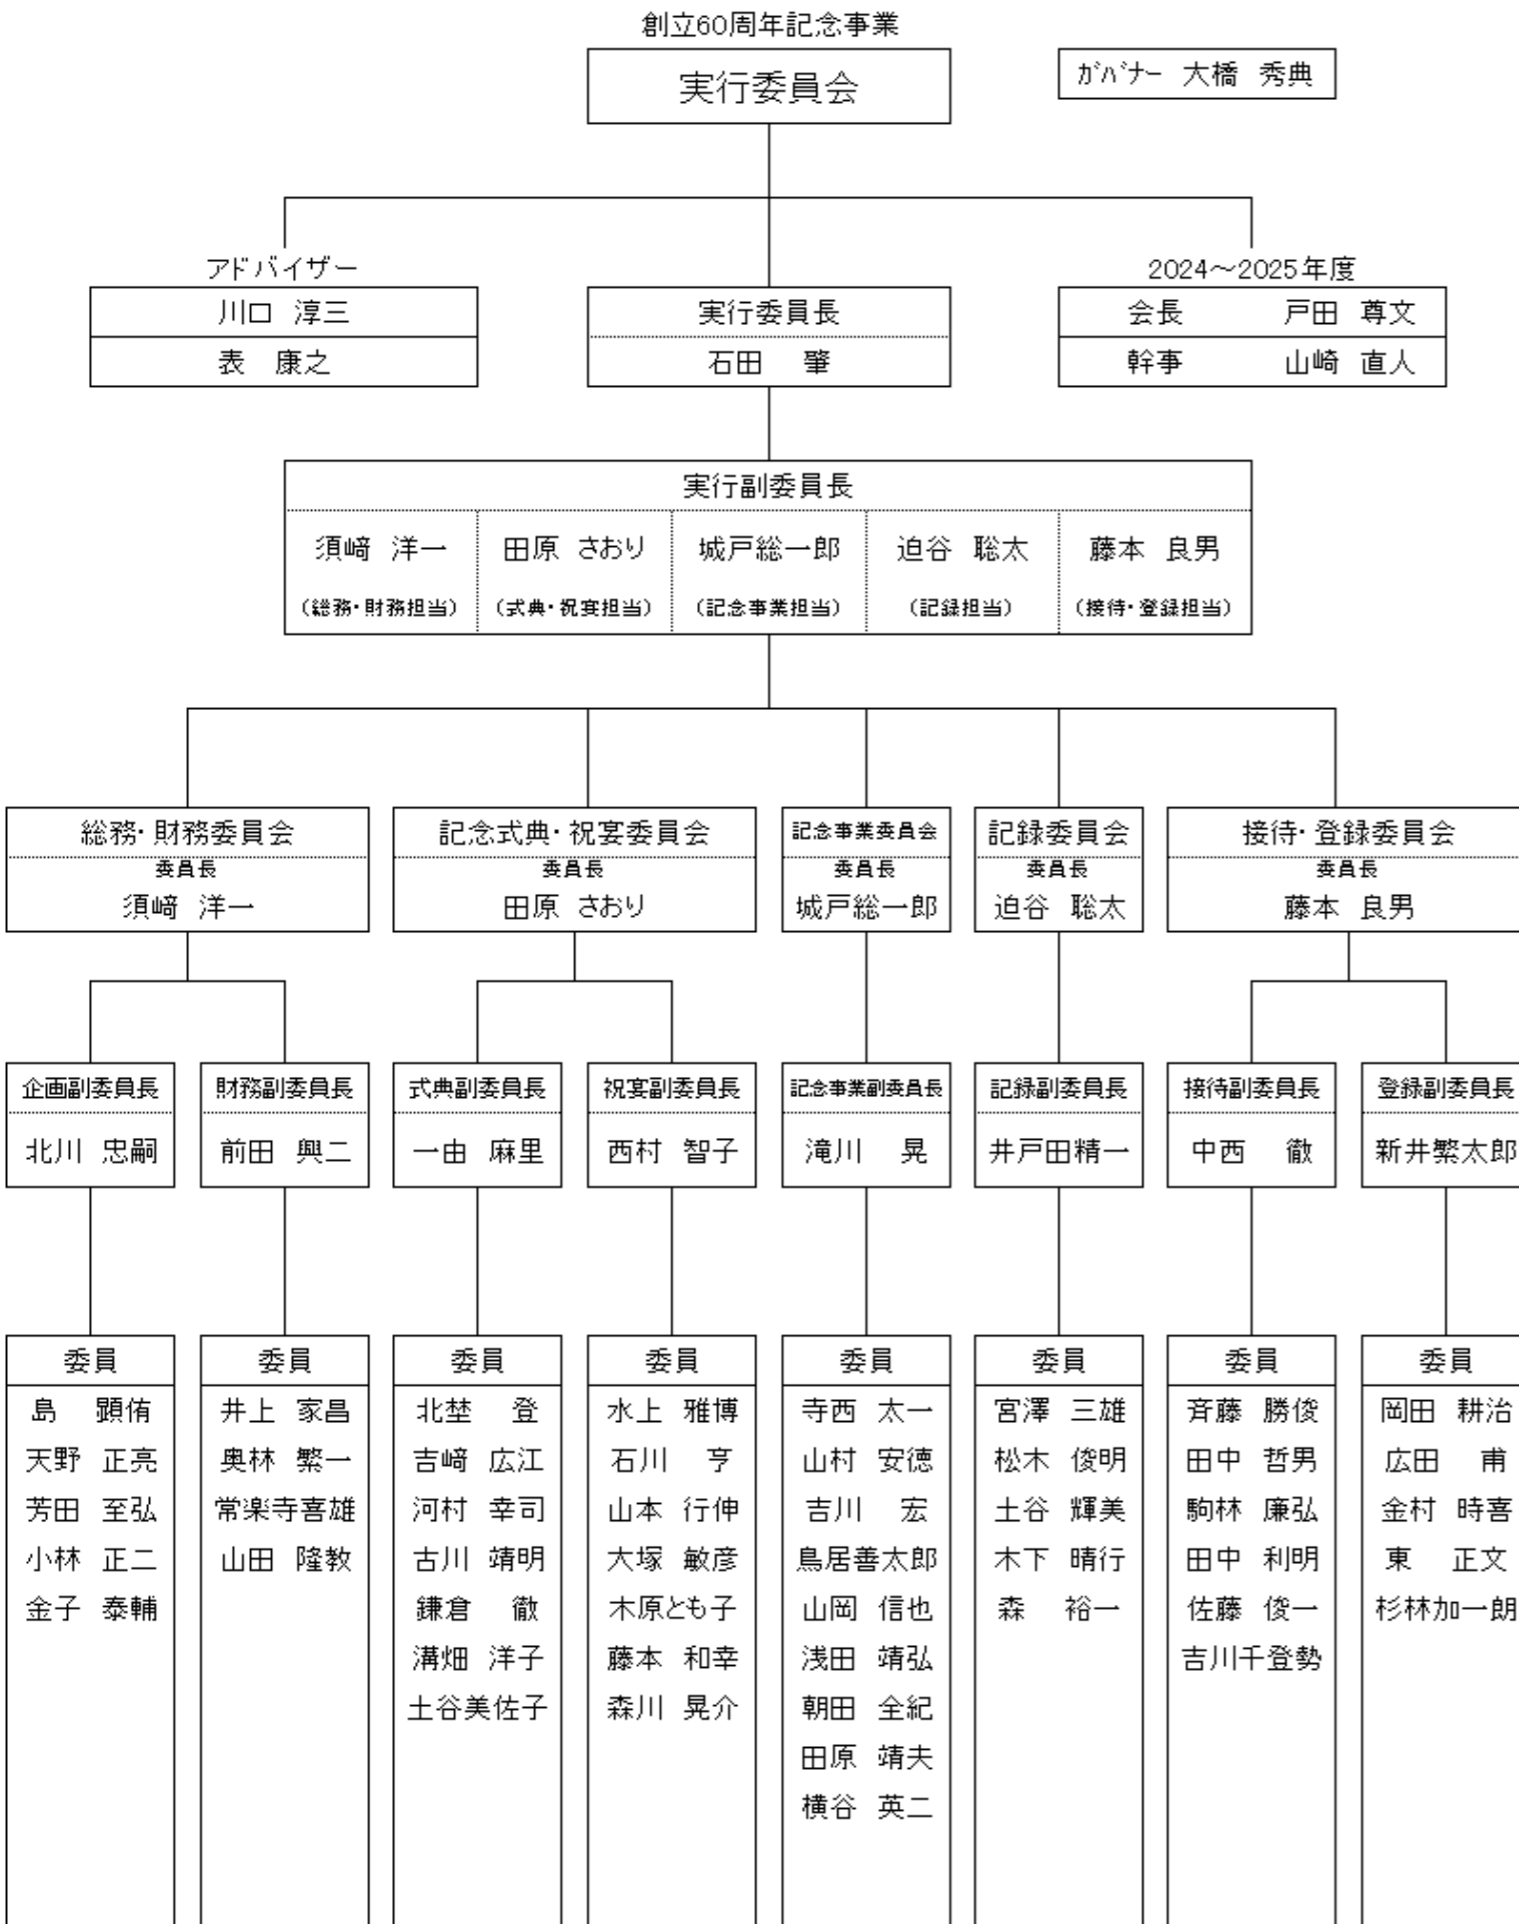 創立60周年記念事業
実行委員会
ｶﾞﾊﾞﾅｰ 大橋 秀典
アドバイザー
川口 淳三
表 康之
実行委員長
石田 肇
2024～2025年度
会長 戸田 尊文
幹事 山崎 直人
実行副委員長
須﨑 洋一
(総務・財務担当)
田原 さおり
(式典・祝宴担当)
城戸総一郎
(記念事業担当)
迫谷 聡太
(記録担当)
藤本 良男
(接待・登録担当)
総務・財務委員会
委員長
須﨑 洋一
記念式典・祝宴委員会
委員長
田原 さおり
記念事業委員会
委員長
城戸総一郎
記録委員会
委員長
迫谷 聡太
接待・登録委員会
委員長
藤本 良男
企画副委員長
北川 忠嗣
財務副委員長
前田 興二
式典副委員長
一由 麻里
祝宴副委員長
西村 智子
記念事業副委員長
滝川 晃
記録副委員長
井戸田精一
接待副委員長
中西 徹
登録副委員長
新井繁太郎
委員
島 顕侑
天野 正亮
芳田 至弘
小林 正二
金子 泰輔
委員
井上 家昌
奥林 繁一
常楽寺喜雄
山田 隆教
委員
北埜 登
吉﨑 広江
河村 幸司
古川 靖明
鎌倉 徹
溝畑 洋子
土谷美佐子
委員
水上 雅博
石川 亨
山本 行伸
大塚 敏彦
木原とも子
藤本 和幸
森川 晃介
委員
寺西 太一
山村 安徳
吉川 宏
鳥居善太郎
山岡 信也
浅田 靖弘
朝田 全紀
田原 靖夫
横谷 英二
委員
宮澤 三雄
松木 俊明
土谷 輝美
木下 晴行
森 裕一
委員
斉藤 勝俊
田中 哲男
駒林 廉弘
田中 利明
佐藤 俊一
吉川千登勢
委員
岡田 耕治
広田 甫
金村 時喜
東 正文
杉林加一朗